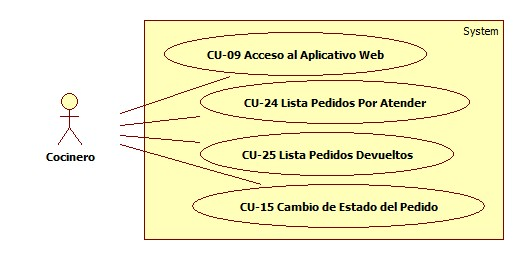 System
CU-09 Acceso al Aplicativo Web
CU-24 Lista Pedidos Por Atender
CU-25 Lista Pedidos Devueltos
CU-15 Cambio de Estado del Pedido
Cocinero